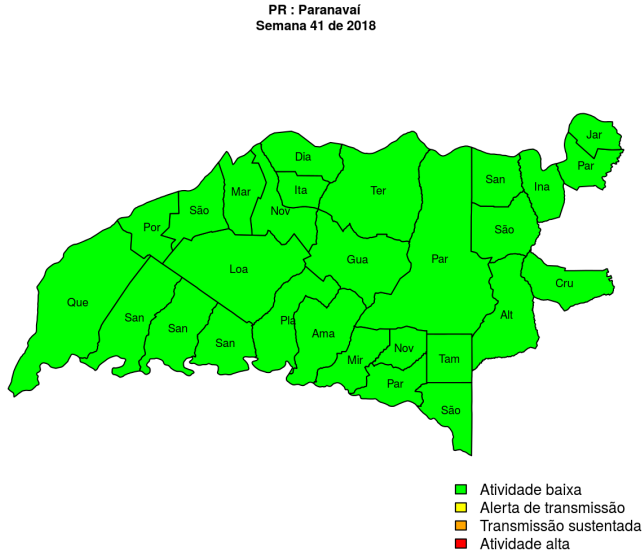 PR : Paranavaí
Semana 41 de 2018
Jar
Dia
Par
San
Ina
Mar
Ita
Ter
São
Nov
Por
São
Loa
Gua
Par
Cru
Que
San
San
Pla
Alt
Ama
San
Nov
Mir
Tam
Par
São
Atividade baixa
Alerta de transmissão
Transmissão sustentada
Atividade alta